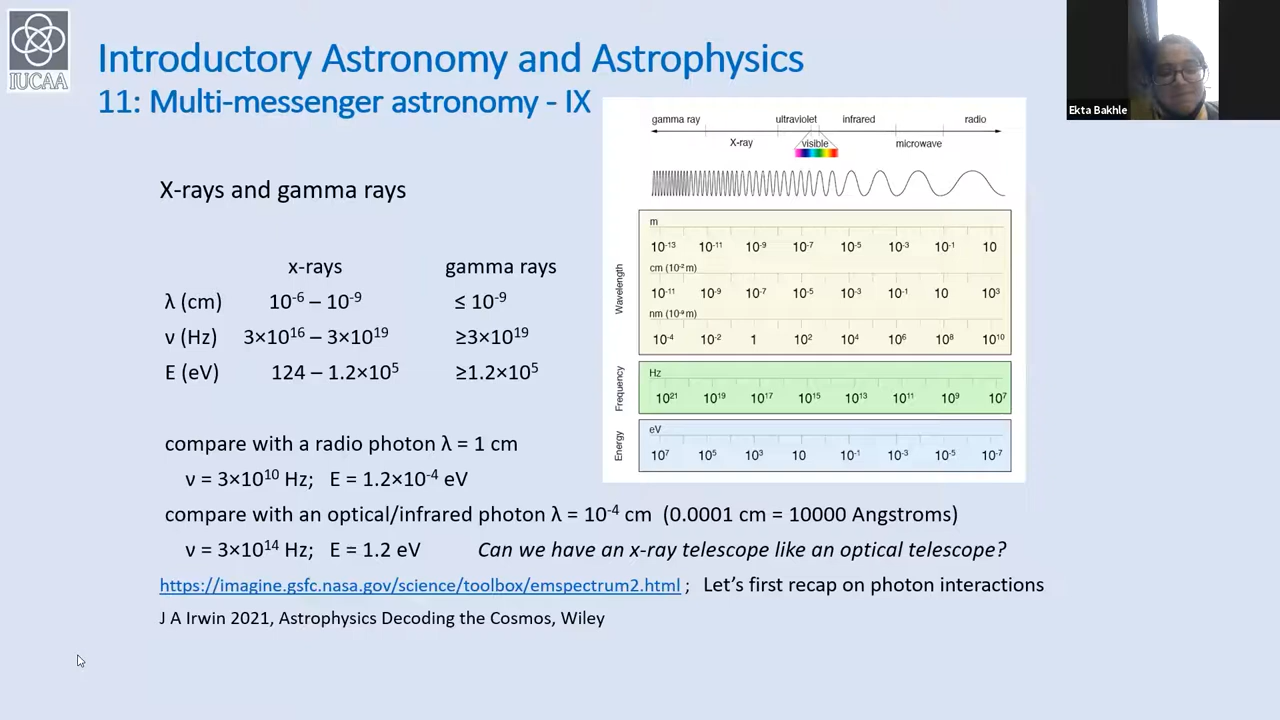 IUCAA
Introductory Astronomy and Astrophysics
11: Multi-messenger astronomy - IX
Ekta Bakhle
X-rays and gamma rays
x-rays gamma rays
λ (cm) 10⁻⁶ – 10⁻⁹ ≤ 10⁻⁹
ν (Hz) 3×10¹⁶ – 3×10¹⁹ ≥3×10¹⁹
E (eV) 124 – 1.2×10⁵ ≥1.2×10⁵
gamma ray ultraviolet infrared radio
X-ray visible microwave
Wavelength
m
10⁻¹³ 10⁻¹¹ 10⁻⁹ 10⁻⁷ 10⁻⁵ 10⁻³ 10⁻¹ 10
cm (10⁻² m)
10⁻¹¹ 10⁻⁹ 10⁻⁷ 10⁻⁵ 10⁻³ 10⁻¹ 10 10³
nm (10⁻⁹ m)
10⁻⁴ 10⁻² 1 10² 10⁴ 10⁶ 10⁸ 10¹⁰
Frequency
Hz
10²¹ 10¹⁹ 10¹⁷ 10¹⁵ 10¹³ 10¹¹ 10⁹ 10⁷
Energy
eV
10⁷ 10⁵ 10³ 10 10⁻¹ 10⁻³ 10⁻⁵ 10⁻⁷
compare with a radio photon λ = 1 cm
ν = 3×10¹⁰ Hz; E = 1.2×10⁻⁴ eV
compare with an optical/infrared photon λ = 10⁻⁴ cm (0.0001 cm = 10000 Angstroms)
ν = 3×10¹⁴ Hz; E = 1.2 eV Can we have an x-ray telescope like an optical telescope?
https://imagine.gsfc.nasa.gov/science/toolbox/emspectrum2.html ; Let’s first recap on photon interactions
J A Irwin 2021, Astrophysics Decoding the Cosmos, Wiley